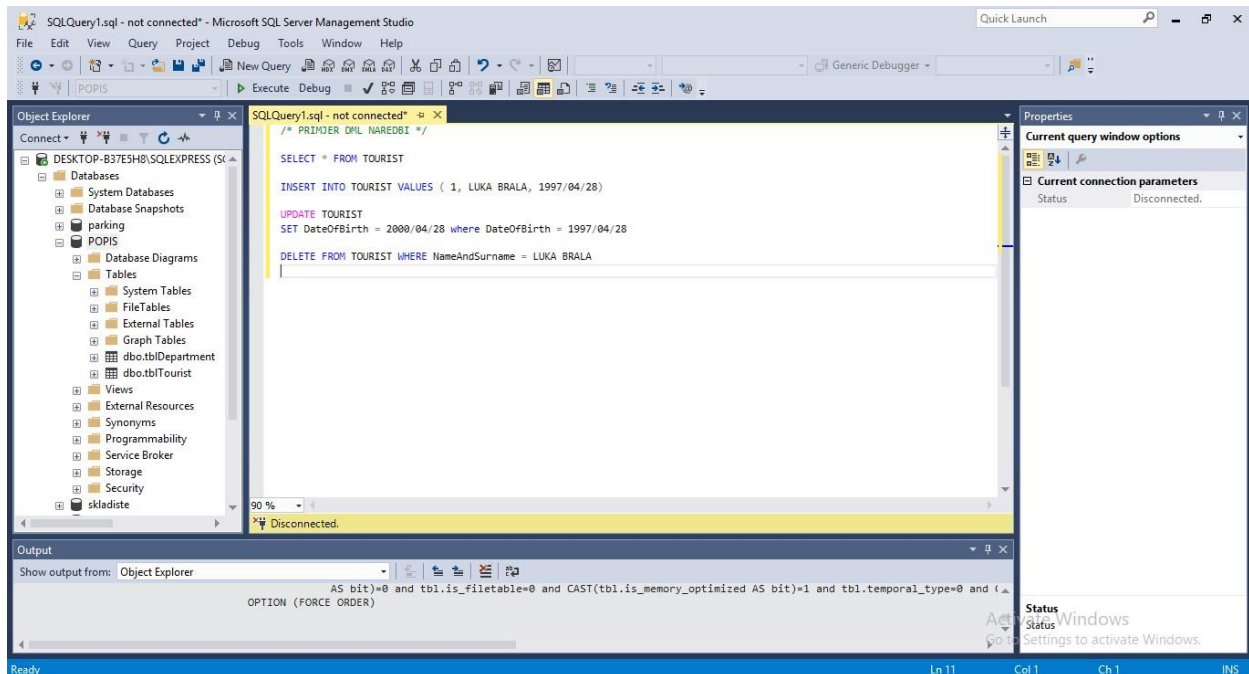 SQLQuery1.sql - not connected* - Microsoft SQL Server Management Studio
Quick Launch
File Edit View Query Project Debug Tools Window Help
New Query
Generic Debugger
POPIS
Execute Debug
Object Explorer
Connect
DESKTOP-B37E5H8\SQLEXPRESS (S
Databases
System Databases
Database Snapshots
parking
POPIS
Database Diagrams
Tables
System Tables
FileTables
External Tables
Graph Tables
dbo.tblDepartment
dbo.tblTourist
Views
External Resources
Synonyms
Programmability
Service Broker
Storage
Security
skladiste
SQLQuery1.sql - not connected*
/* PRIMJER DML NAREDBI */
SELECT * FROM TOURIST
INSERT INTO TOURIST VALUES ( 1, LUKA BRALA, 1997/04/28)
UPDATE TOURIST
SET DateOfBirth = 2000/04/28 where DateOfBirth = 1997/04/28
DELETE FROM TOURIST WHERE NameAndSurname = LUKA BRALA
90 %
Disconnected.
Properties
Current query window options
Current connection parameters
Status Disconnected.
Status
Status
Output
Show output from: Object Explorer
AS bit)=0 and tbl.is_filetable=0 and CAST(tbl.is_memory_optimized AS bit)=1 and tbl.temporal_type=0 and (
OPTION (FORCE ORDER)
Activate Windows
Go to Settings to activate Windows.
Ready
Ln 11 Col 1 Ch 1 INS